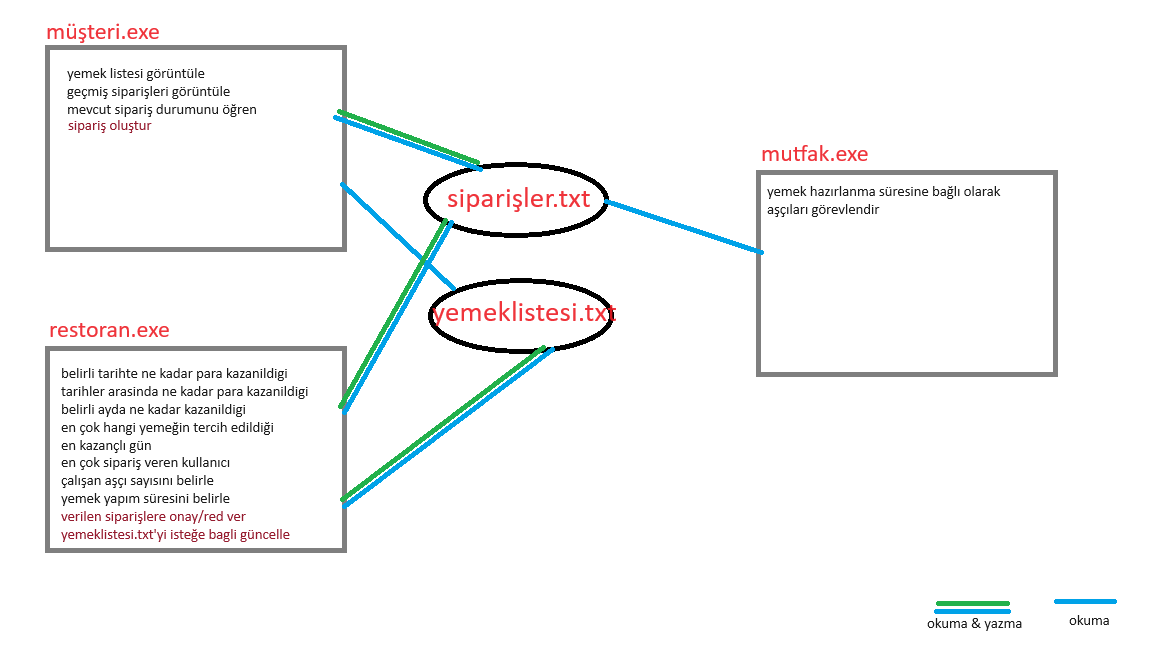 müşteri.exe
yemek listesi görüntüle
geçmiş siparişleri görüntüle
mevcut sipariş durumunu öğren
sipariş oluştur
siparişler.txt
yemeklistesi.txt
mutfak.exe
yemek hazırlanma süresine bağlı olarak
aşçıları görevlendir
restoran.exe
belirli tarihte ne kadar para kazanildigi
tarihler arasinda ne kadar para kazanildigi
belirli ayda ne kadar kazanildigi
en çok hangi yemeğin tercih edildiği
en kazançlı gün
en çok sipariş veren kullanıcı
çalışan aşçı sayısını belirle
yemek yapım süresini belirle
verilen siparişlere onay/red ver
yemeklistesi.txt'yi isteğe bagli güncelle
okuma & yazma
okuma